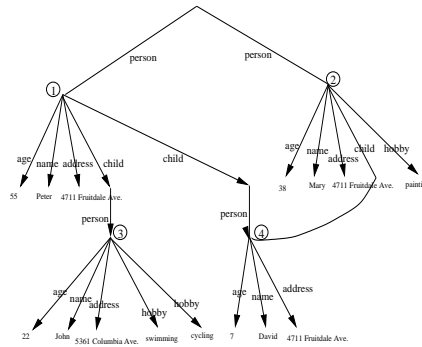 person
person
1
2
age
name
address
child
child
age
name
address
child
hobby
55
Peter
4711 Fruitdale Ave.
38
Mary
4711 Fruitdale Ave.
painti
person
3
person
4
age
name
address
hobby
hobby
age
name
address
22
John
5361 Columbia Ave.
swimming
cycling
7
David
4711 Fruitdale Ave.